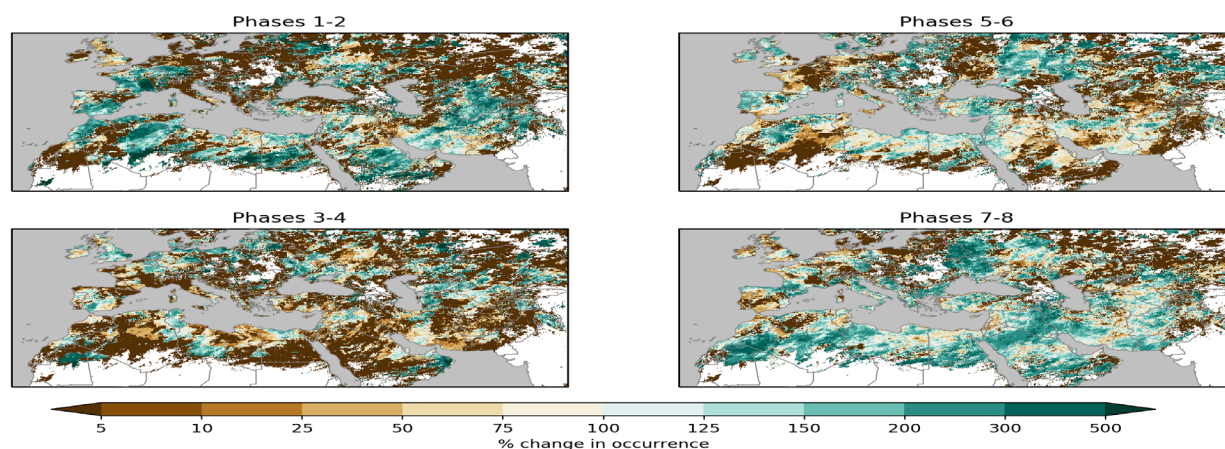 Phases 1-2
Phases 5-6
Phases 3-4
Phases 7-8
5 10 25 50 75 100 125 150 200 300 500
% change in occurrence